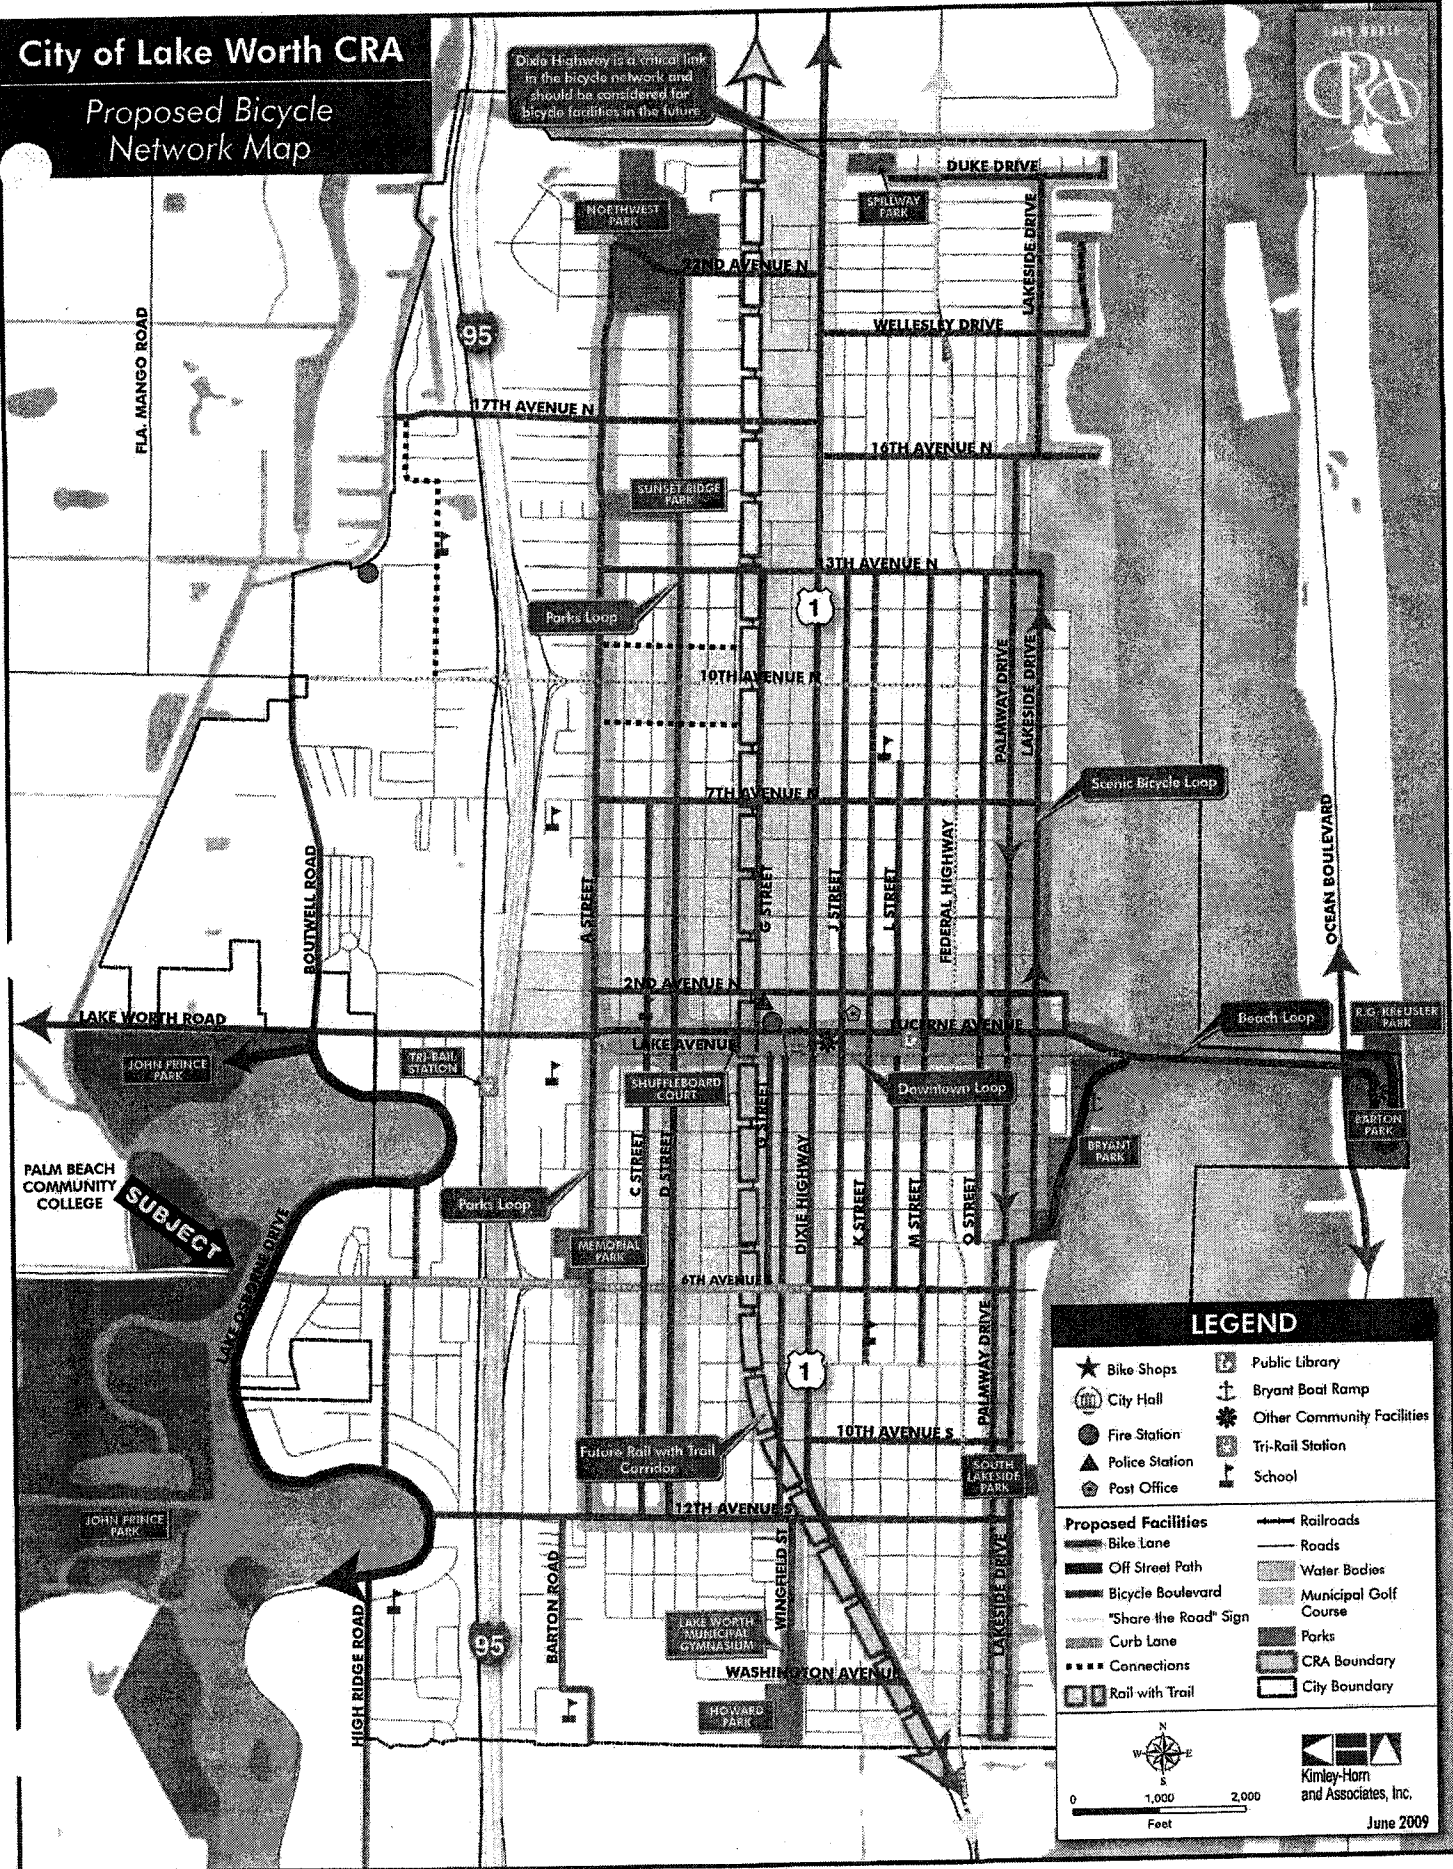 City of Lake Worth CRA
Proposed Bicycle
Network Map
Dixie Highway is a critical link
in the bicycle network and
should be considered for
bicycle facilities in the future.
CRA
DUKE DRIVE
SPILLWAY
PARK
NORTHWEST
PARK
LAKESIDE DRIVE
22ND AVENUE N
WELLESLEY DRIVE
95
FLA. MANGO ROAD
17TH AVENUE N
16TH AVENUE N
SUNSET RIDGE
PARK
13TH AVENUE N
1
Parks Loop
10TH AVENUE N
PALMWAY DRIVE
LAKESIDE DRIVE
Scenic Bicycle Loop
7TH AVENUE N
BOUTWELL ROAD
A STREET
G STREET
J STREET
L STREET
FEDERAL HIGHWAY
OCEAN BOULEVARD
2ND AVENUE N
LAKE WORTH ROAD
LUCERNE AVENUE
Beach Loop
R.G. KREUSLER
PARK
LAKE AVENUE
JOHN PRINCE
PARK
TRI-RAIL
STATION
SHUFFLEBOARD
COURT
Downtown Loop
G STREET
BARTON
PARK
BRYANT
PARK
PALM BEACH
COMMUNITY
COLLEGE
SUBJECT
C STREET
D STREET
DIXIE HIGHWAY
K STREET
M STREET
O STREET
Parks Loop
MEMORIAL
PARK
LAKE OSBORNE DRIVE
6TH AVENUE
1
PALMWAY DRIVE
10TH AVENUE S
Future Rail with Trail
Corridor
SOUTH
LAKESIDE
PARK
12TH AVENUE S
JOHN PRINCE
PARK
WINGFIELD ST
LAKESIDE DRIVE
BARTON ROAD
HIGH RIDGE ROAD
95
LAKE WORTH
MUNICIPAL
GYMNASIUM
WASHINGTON AVENUE
HOWARD
PARK
LEGEND
Bike Shops
City Hall
Fire Station
Police Station
Post Office
Public Library
Bryant Boat Ramp
Other Community Facilities
Tri-Rail Station
School
Proposed Facilities
Bike Lane
Off Street Path
Bicycle Boulevard
"Share the Road" Sign
Curb Lane
Connections
Rail with Trail
Railroads
Roads
Water Bodies
Municipal Golf
Course
Parks
CRA Boundary
City Boundary
N
W E
S
0 1,000 2,000
Feet
Kimley-Horn
and Associates, Inc.
June 2009